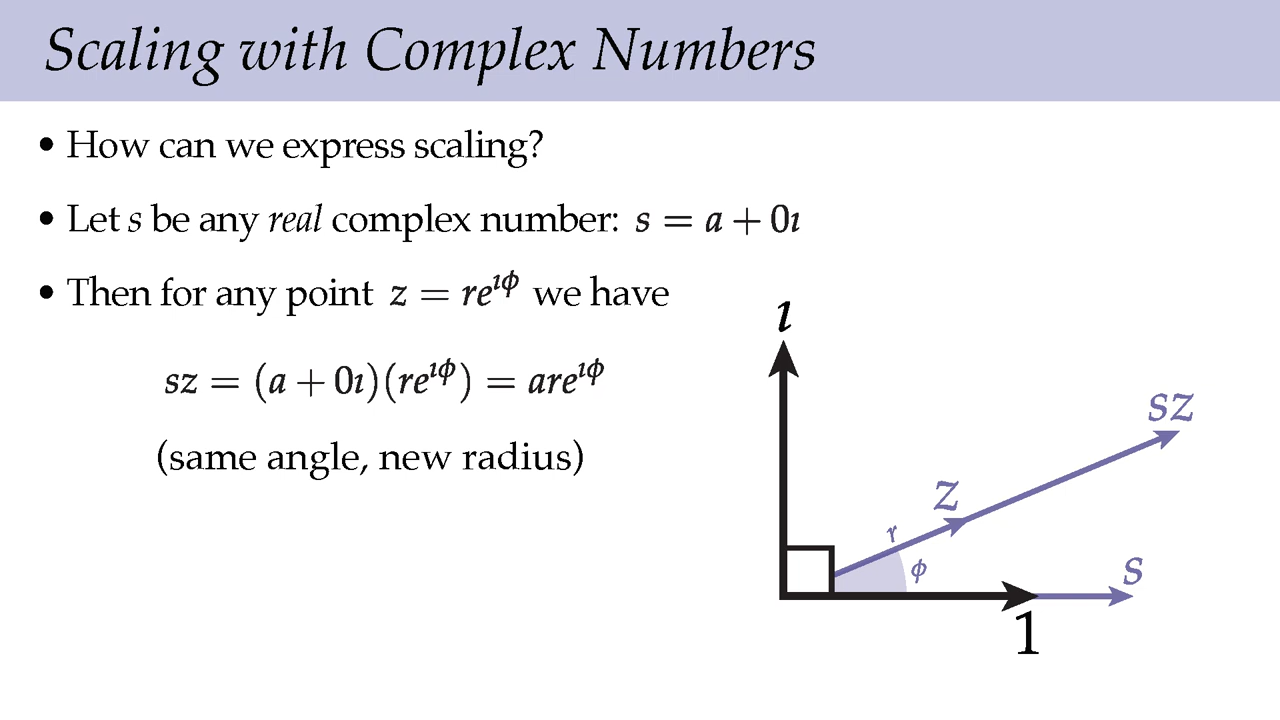 Scaling with Complex Numbers
• How can we express scaling?
• Let s be any real complex number: s = a + 0ı
• Then for any point z = re^{ıϕ} we have
sz = (a + 0ı)(re^{ıϕ}) = are^{ıϕ}
(same angle, new radius)
ı
sz
z
r
ϕ
s
1